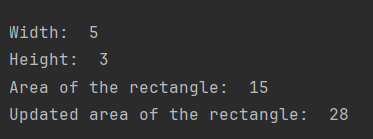 Width:  5
Height:  3
Area of the rectangle:  15
Updated area of the rectangle:  28